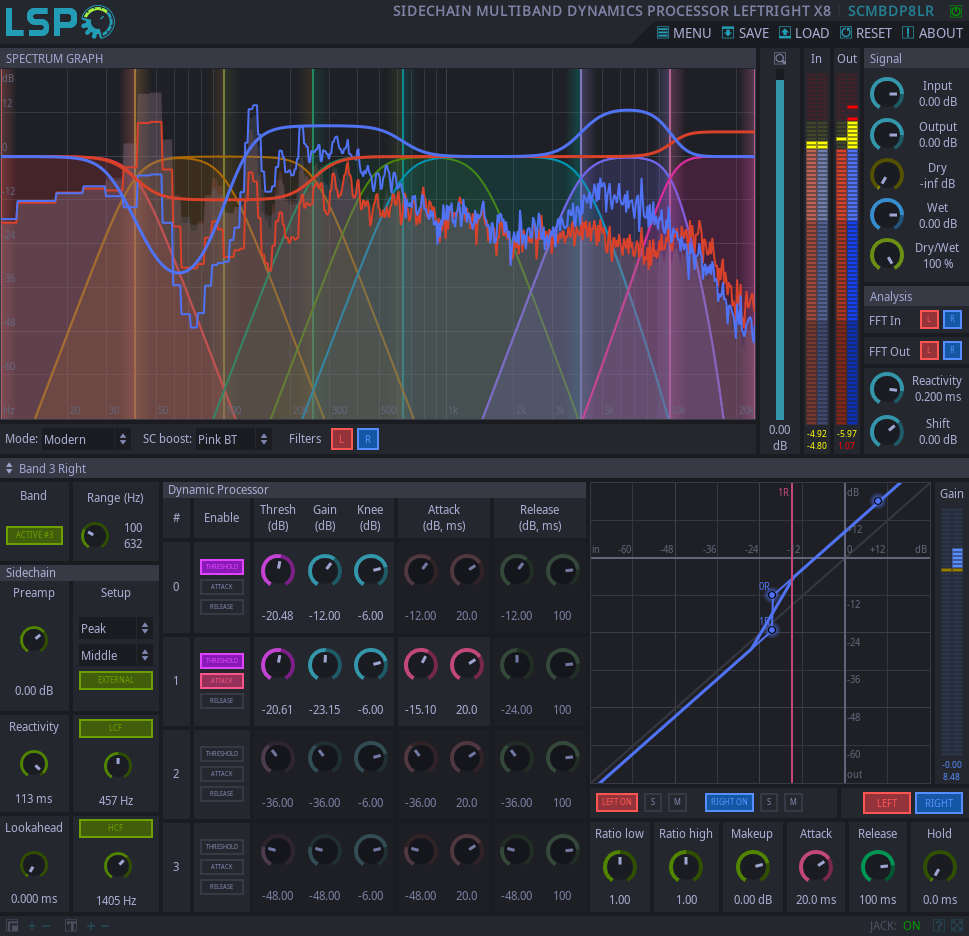 LSP
SIDECHAIN MULTIBAND DYNAMICS PROCESSOR LEFTRIGHT X8 SCMBDP8LR
MENU SAVE LOAD RESET ABOUT
SPECTRUM GRAPH
In Out
Signal
dB
12
0
-12
-24
-36
-48
-60
Hz 20 30 50 100 200 300 500 1k 2k 3k 5k 10k 20k
0.00
dB
-4.92 -5.97
-4.80 1.07
Input
0.00 dB
Output
0.00 dB
Dry
-inf dB
Wet
0.00 dB
Dry/Wet
100 %
Analysis
FFT In L R
FFT Out L R
Reactivity
0.200 ms
Shift
0.00 dB
Mode: Modern SC boost: Pink BT Filters L R
Band 3 Right
Band
ACTIVE #3
Range (Hz)
100
632
Sidechain
Preamp
0.00 dB
Setup
Peak
Middle
EXTERNAL
Reactivity
113 ms
LCF
457 Hz
Lookahead
0.000 ms
HCF
1405 Hz
Dynamic Processor
# Enable Thresh (dB) Gain (dB) Knee (dB) Attack (dB, ms) Release (dB, ms)
0
THRESHOLD
ATTACK
RELEASE
-20.48 -12.00 -6.00 -12.00 20.0 -12.00 100
1
THRESHOLD
ATTACK
RELEASE
-20.61 -23.15 -6.00 -15.10 20.0 -24.00 100
2
THRESHOLD
ATTACK
RELEASE
-36.00 -36.00 -6.00 -36.00 20.0 -36.00 100
3
THRESHOLD
ATTACK
RELEASE
-48.00 -48.00 -6.00 -48.00 20.0 -48.00 100
1R
dB
+12
in -60 -48 -36 -24 -12 0 +12 dB
0R
-12
-24
-36
-48
-60
out
Gain
-0.00
8.48
LEFT ON S M RIGHT ON S M LEFT RIGHT
Ratio low
1.00
Ratio high
1.00
Makeup
0.00 dB
Attack
20.0 ms
Release
100 ms
Hold
0.0 ms
JACK: ON